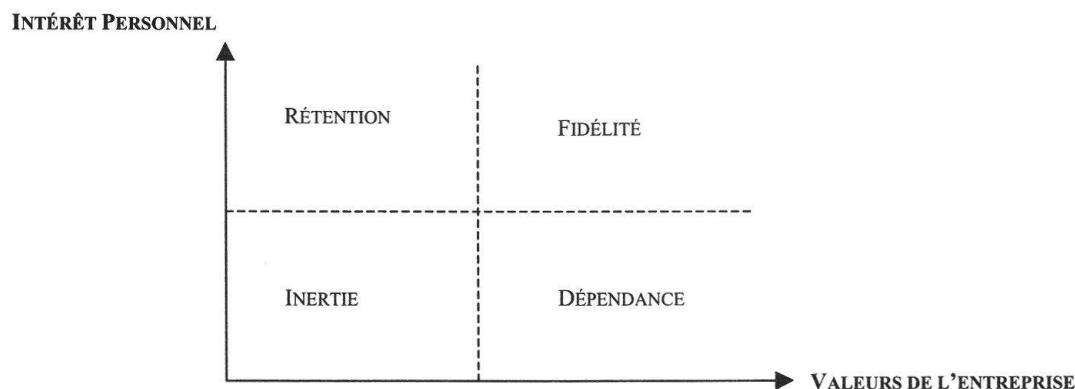 INTÉRÊT PERSONNEL
RÉTENTION
FIDÉLITÉ
INERTIE
DÉPENDANCE
VALEURS DE L'ENTREPRISE